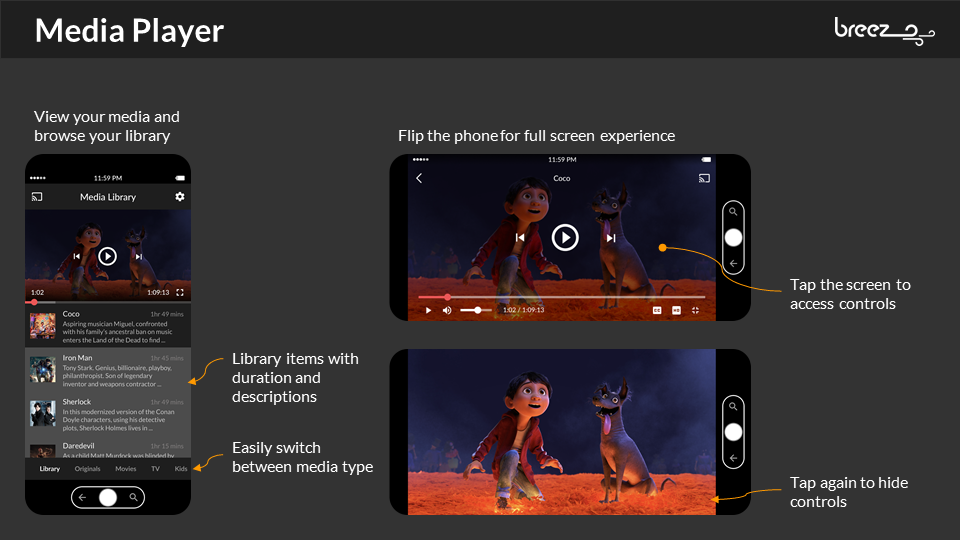 Media Player
breez
View your media and
browse your library
11:59 PM
Media Library
1:02
1:09:13
Coco
1hr 49 mins
Aspiring musician Miguel, confronted
with his family's ancestral ban on music
enters the Land of the Dead to find ...
Iron Man
1hr 45 mins
Tony Stark. Genius, billionaire, playboy,
philanthropist. Son of legendary
inventor and weapons contractor ...
Sherlock
1hr 49 mins
In this modernized version of the Conan
Doyle characters, using his detective
plots, Sherlock Holmes lives in ...
Daredevil
1hr 15 mins
As a child Matt Murdock was blinded by
Library
Originals
Movies
TV
Kids
Library items with
duration and
descriptions
Easily switch
between media type
Flip the phone for full screen experience
11:59 PM
Coco
1:02 / 1:09:13
CC
HD
Tap the screen to
access controls
Tap again to hide
controls